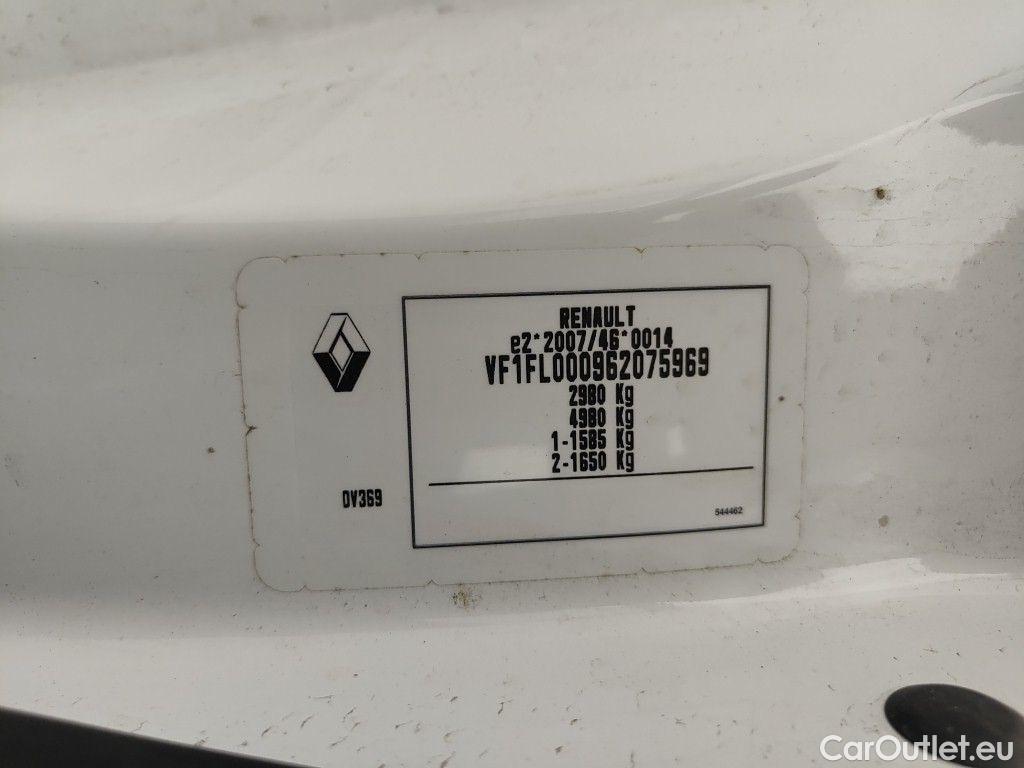 RENAULT
e2*2007/46*0014
VF1FL000962075969
2980 Kg
4980 Kg
1-1585 Kg
2-1650 Kg
DV369
544462
CarOutlet.eu